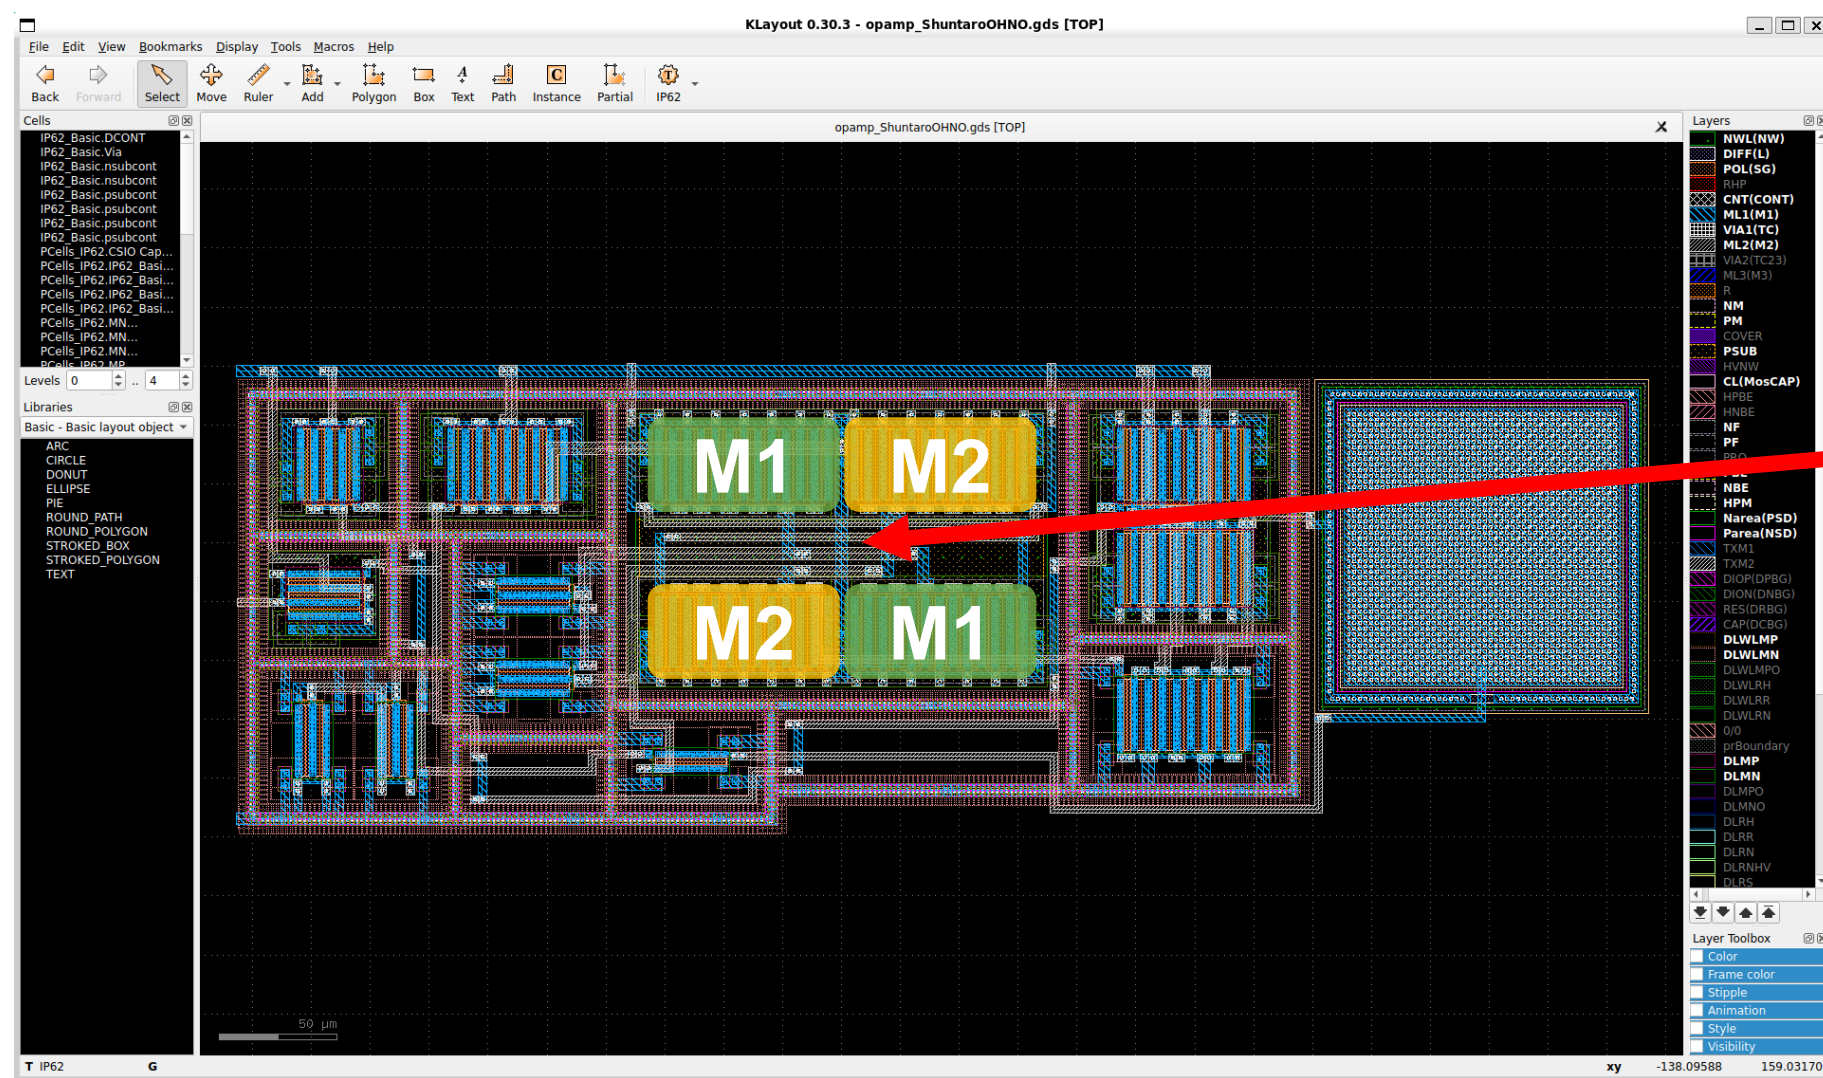 KLayout 0.30.3 - opamp_ShuntaroOHNO.gds [TOP]
File Edit View Bookmarks Display Tools Macros Help
Back Forward Select Move Ruler Add Polygon Box Text Path Instance Partial IP62
Cells
IP62_Basic.DCONT
IP62_Basic.Via
IP62_Basic.nsubcont
IP62_Basic.nsubcont
IP62_Basic.psubcont
IP62_Basic.psubcont
IP62_Basic.psubcont
IP62_Basic.psubcont
PCells_IP62.CSIO Cap...
PCells_IP62.IP62_Basi...
PCells_IP62.IP62_Basi...
PCells_IP62.IP62_Basi...
PCells_IP62.IP62_Basi...
PCells_IP62.MN...
PCells_IP62.MN...
PCells_IP62.MN...
PCells_IP62.MP
Levels 0 .. 4
Libraries
Basic - Basic layout object
ARC
CIRCLE
DONUT
ELLIPSE
PIE
ROUND_PATH
ROUND_POLYGON
STROKED_BOX
STROKED_POLYGON
TEXT
opamp_ShuntaroOHNO.gds [TOP]
M1 M2
M2 M1
50 μm
Layers
NWL(NW)
DIFF(L)
POL(SG)
RHP
CNT(CONT)
ML1(M1)
VIA1(TC)
ML2(M2)
VIA2(TC23)
ML3(M3)
R
NM
PM
COVER
PSUB
HVNW
CL(MosCAP)
HPBE
HNBE
NF
PF
NBE
HPM
Narea(PSD)
Parea(NSD)
TXM1
TXM2
DIOP(DPBG)
DION(DNBG)
RES(DRBG)
CAP(DCBG)
DLWLMP
DLWLMN
DLWLMPO
DLWLRH
DLWLRR
DLWLRN
0/0
prBoundary
DLMP
DLMN
DLMPO
DLMNO
DLRH
DLRR
DLRN
DLRNHV
DLRS
Layer Toolbox
Color
Frame color
Stipple
Animation
Style
Visibility
T IP62 G xy -138.09588 159.03170